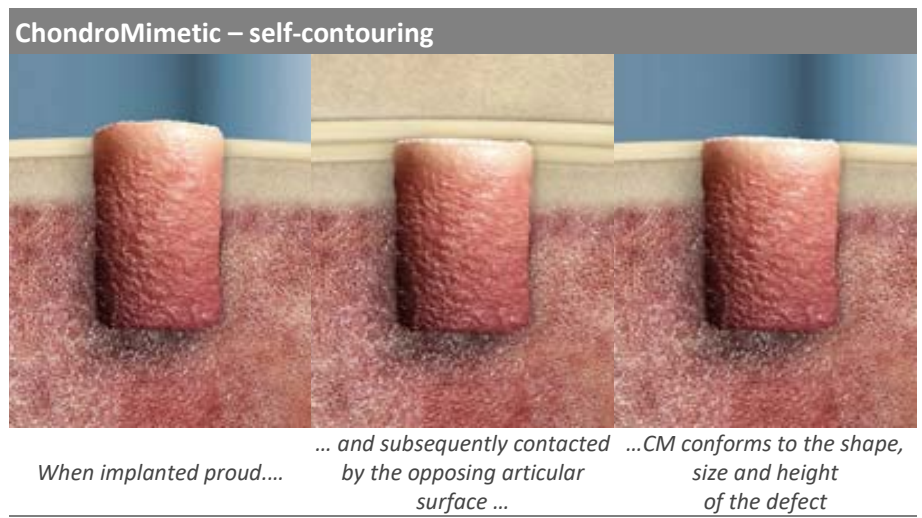 ChondroMimetic – self-contouring
When implanted proud....
... and subsequently contacted
by the opposing articular
surface ...
...CM conforms to the shape,
size and height
of the defect